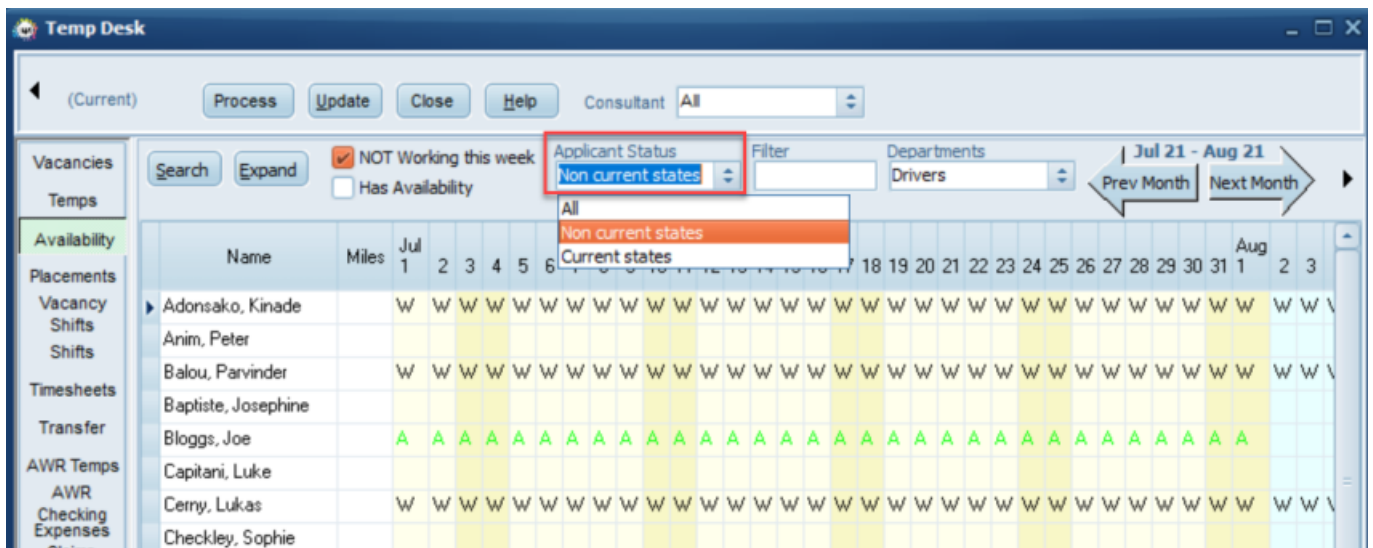 Temp Desk
(Current) Process Update Close Help Consultant All
Vacancies
Temps
Availability
Placements
Vacancy
Shifts
Shifts
Timesheets
Transfer
AWR Temps
AWR
Checking
Expenses
Search Expand
NOT Working this week
Has Availability
Applicant Status
Non current states
All
Non current states
Current states
Filter
Departments
Drivers
Jul 21 - Aug 21
Prev Month Next Month
Name Miles Jul 1 2 3 4 5 6 17 18 19 20 21 22 23 24 25 26 27 28 29 30 31 Aug 1 2 3
Adonsako, Kinade W W W W W W W W W W W W W W W W W W W W W W W W W W W W W W W W W W
Anim, Peter
Balou, Parvinder W W W W W W W W W W W W W W W W W W W W W W W W W W W W W W W W W W
Baptiste, Josephine
Bloggs, Joe A A A A A A A A A A A A A A A A A A A A A A A A A A A A A A A A
Capitani, Luke
Cerny, Lukas W W W W W W W W W W W W W W W W W W W W W W W W W W W W W W W W W W
Checkley, Sophie